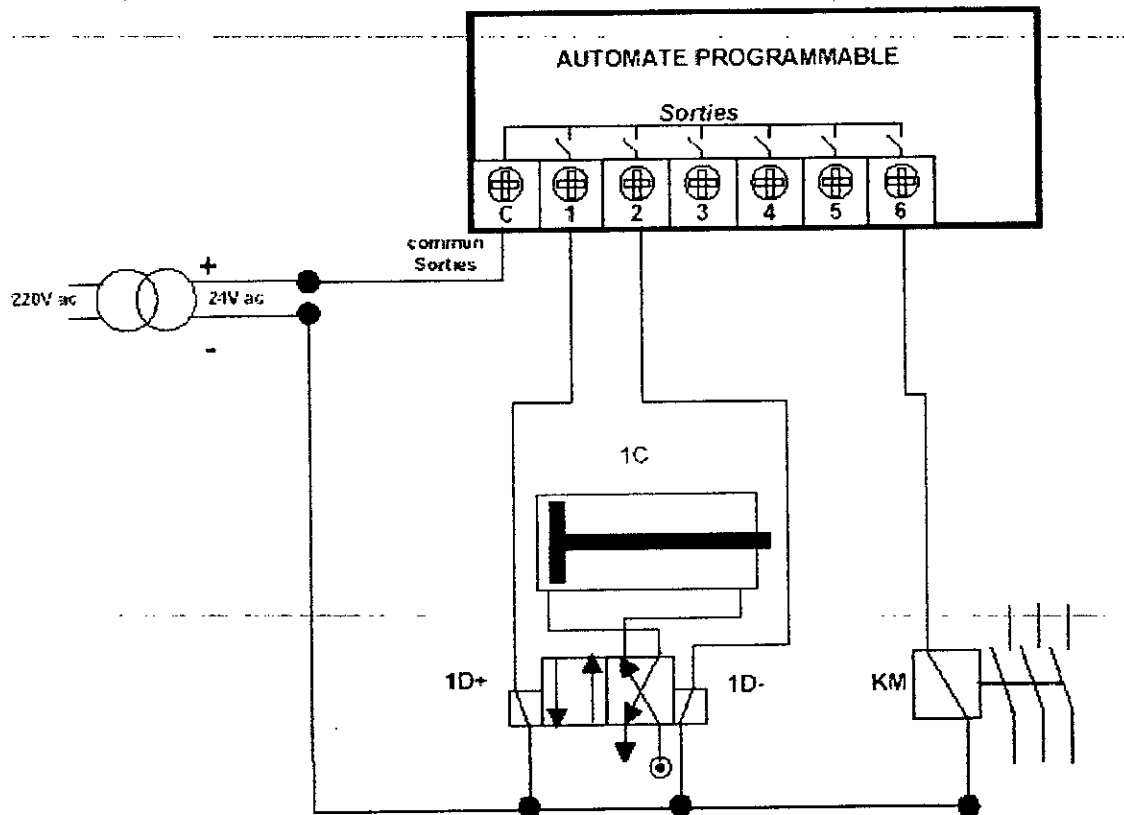 AUTOMATE PROGRAMMABLE
Sorties
C 1 2 3 4 5 6
commun
Sorties
+
220V ac
24V ac
-
1C
1D+
1D-
KM